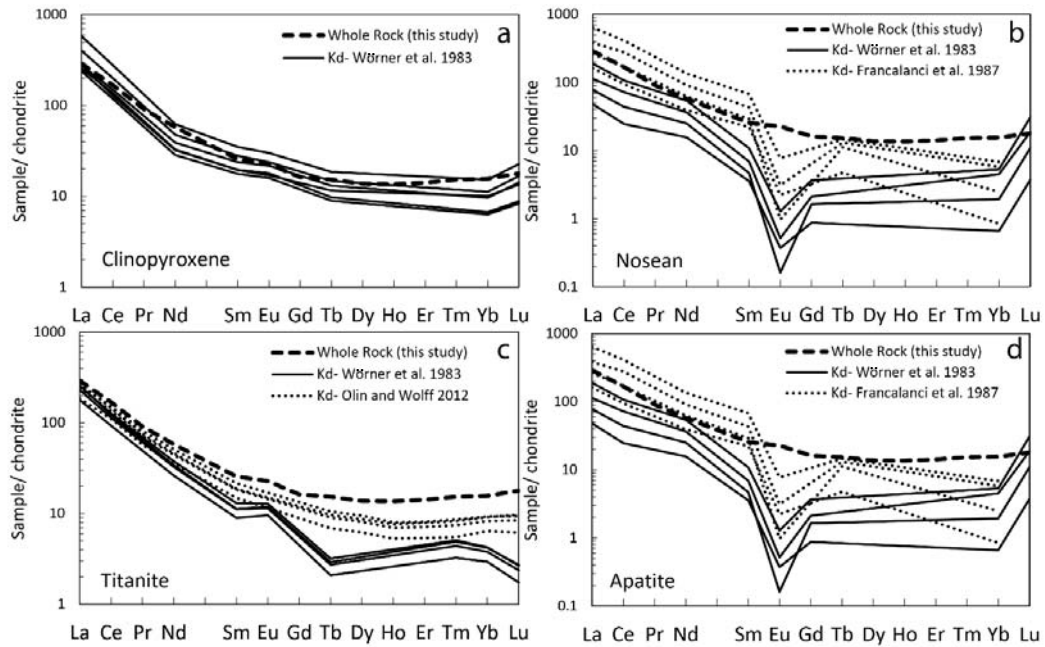 a
Whole Rock (this study)
Kd- Wörner et al. 1983
1000
100
10
1
Sample/ chondrite
Clinopyroxene
La Ce Pr Nd Sm Eu Gd Tb Dy Ho Er Tm Yb Lu
b
Whole Rock (this study)
Kd- Wörner et al. 1983
Kd- Francalanci et al. 1987
1000
100
10
1
0.1
Sample/ chondrite
Nosean
La Ce Pr Nd Sm Eu Gd Tb Dy Ho Er Tm Yb Lu
c
Whole Rock (this study)
Kd- Wörner et al. 1983
Kd- Olin and Wolff 2012
1000
100
10
1
Sample/ chondrite
Titanite
La Ce Pr Nd Sm Eu Gd Tb Dy Ho Er Tm Yb Lu
d
Whole Rock (this study)
Kd- Wörner et al. 1983
Kd- Francalanci et al. 1987
1000
100
10
1
0.1
Sample/ chondrite
Apatite
La Ce Pr Nd Sm Eu Gd Tb Dy Ho Er Tm Yb Lu